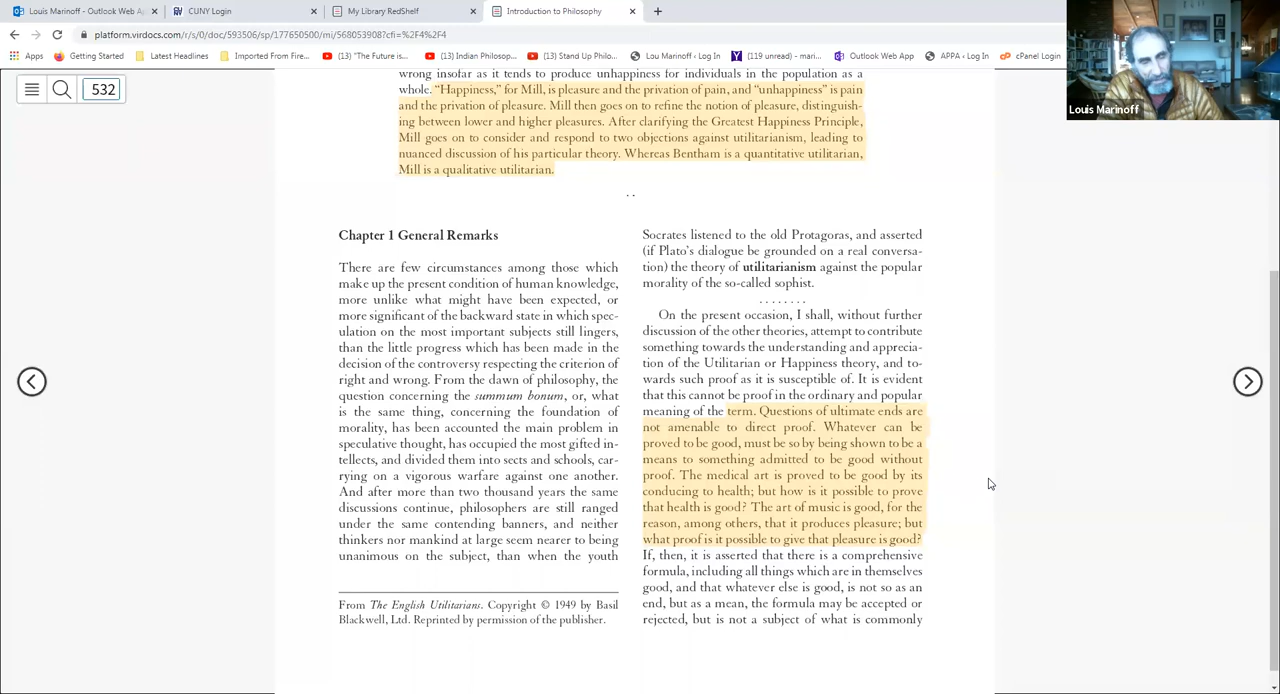 Louis Marinoff - Outlook Web Ap
CUNY Login
My Library RedShelf
Introduction to Philosophy
platform.virdocs.com/r/s/0/doc/593506/sp/177650500/mi/568053908?cfi=%2F4%2F4
Apps
Getting Started
Latest Headlines
Imported From Fire...
(13) "The Future is...
(13) Indian Philosop...
(13) Stand Up Philo...
Lou Marinoff ‹ Log In
[119 unread) - mari...
Outlook Web App
APPA ‹ Log In
cPanel Login
Louis Marinoff
532
wrong insofar as it tends to produce unhappiness for individuals in the population as a
whole. “Happiness,” for Mill, is pleasure and the privation of pain, and “unhappiness” is pain
and the privation of pleasure. Mill then goes on to refine the notion of pleasure, distinguish-
ing between lower and higher pleasures. After clarifying the Greatest Happiness Principle,
Mill goes on to consider and respond to two objections against utilitarianism, leading to
nuanced discussion of his particular theory. Whereas Bentham is a quantitative utilitarian,
Mill is a qualitative utilitarian.
. .
Chapter 1 General Remarks
There are few circumstances among those which
make up the present condition of human knowledge,
more unlike what might have been expected, or
more significant of the backward state in which spec-
ulation on the most important subjects still lingers,
than the little progress which has been made in the
decision of the controversy respecting the criterion of
right and wrong. From the dawn of philosophy, the
question concerning the summum bonum, or, what
is the same thing, concerning the foundation of
morality, has been accounted the main problem in
speculative thought, has occupied the most gifted in-
tellects, and divided them into sects and schools, car-
rying on a vigorous warfare against one another.
And after more than two thousand years the same
discussions continue, philosophers are still ranged
under the same contending banners, and neither
thinkers nor mankind at large seem nearer to being
unanimous on the subject, than when the youth
From The English Utilitarians. Copyright © 1949 by Basil
Blackwell, Ltd. Reprinted by permission of the publisher.
Socrates listened to the old Protagoras, and asserted
(if Plato’s dialogue be grounded on a real conversa-
tion) the theory of utilitarianism against the popular
morality of the so-called sophist.
. . . . . . . .
On the present occasion, I shall, without further
discussion of the other theories, attempt to contribute
something towards the understanding and apprecia-
tion of the Utilitarian or Happiness theory, and to-
wards such proof as it is susceptible of. It is evident
that this cannot be proof in the ordinary and popular
meaning of the term. Questions of ultimate ends are
not amenable to direct proof. Whatever can be
proved to be good, must be so by being shown to be a
means to something admitted to be good without
proof. The medical art is proved to be good by its
conducing to health; but how is it possible to prove
that health is good? The art of music is good, for the
reason, among others, that it produces pleasure; but
what proof is it possible to give that pleasure is good?
If, then, it is asserted that there is a comprehensive
formula, including all things which are in themselves
good, and that whatever else is good, is not so as an
end, but as a mean, the formula may be accepted or
rejected, but is not a subject of what is commonly